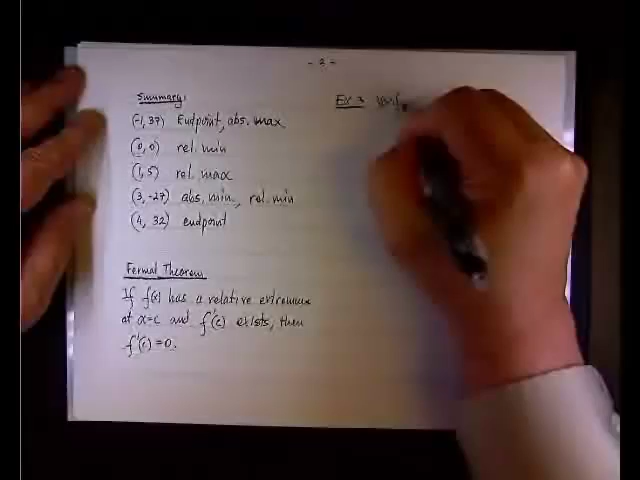 - 2 -
Summary:
(-1, 37) Endpoint, abs. max
(0, 0) rel. min
(1, 5) rel. max
(3, -27) abs. min, rel. min
(4, 32) endpoint
Fermat Theorem
If f(x) has a relative extremum
at x=c and f'(c) exists, then
f'(c) = 0.
Ex 3